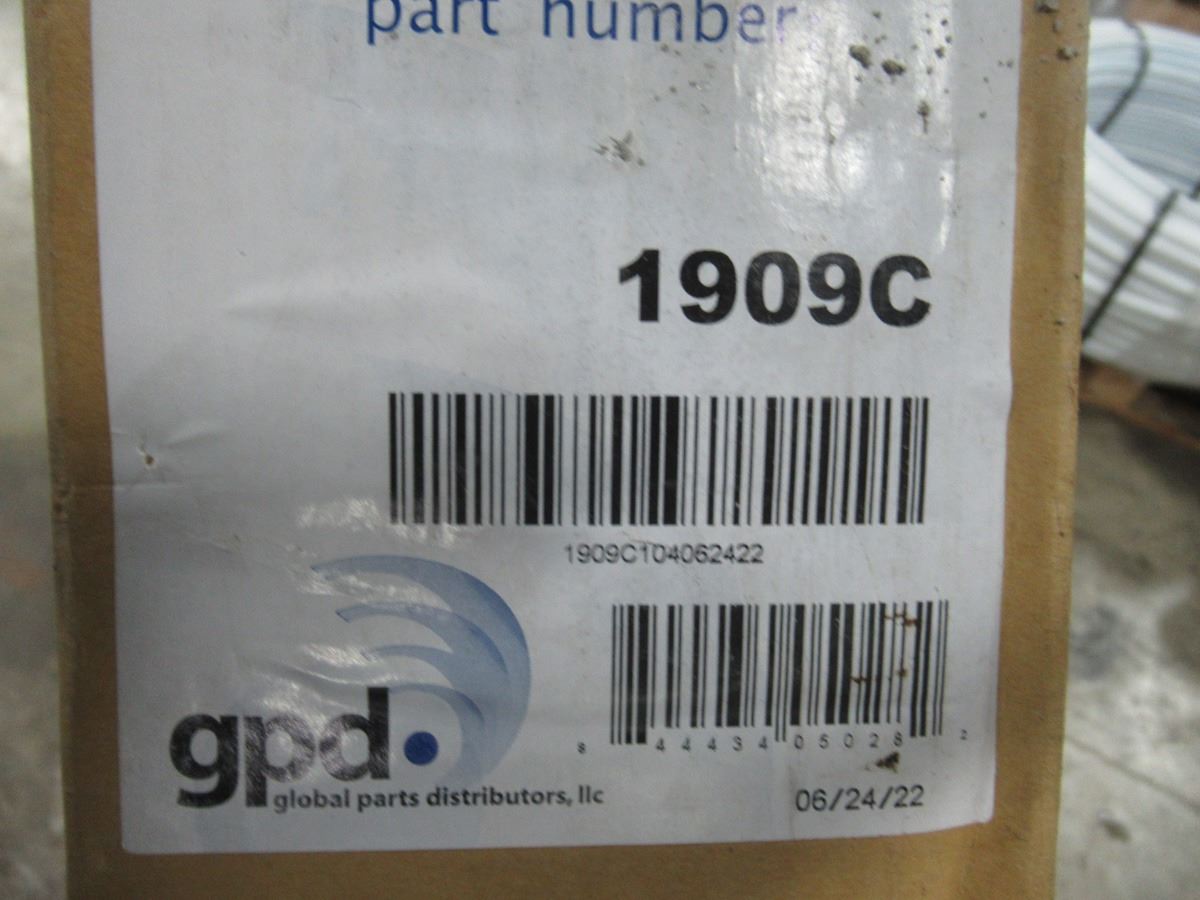 part number:
1909C
1909C104062422
8 44434 05028 2
gpd
global parts distributors, llc
06/24/22